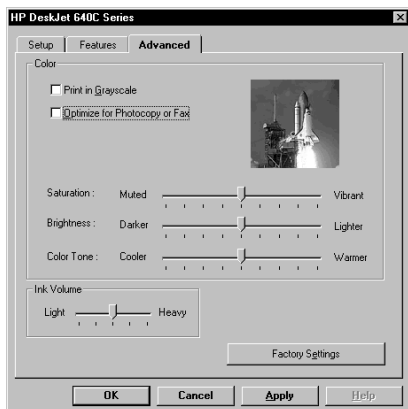 HP DeskJet 640C Series
Setup Features Advanced
Color
Print in Grayscale
Optimize for Photocopy or Fax
Saturation : Muted Vibrant
Brightness : Darker Lighter
Color Tone : Cooler Warmer
Ink Volume
Light Heavy
Factory Settings
OK Cancel Apply Help